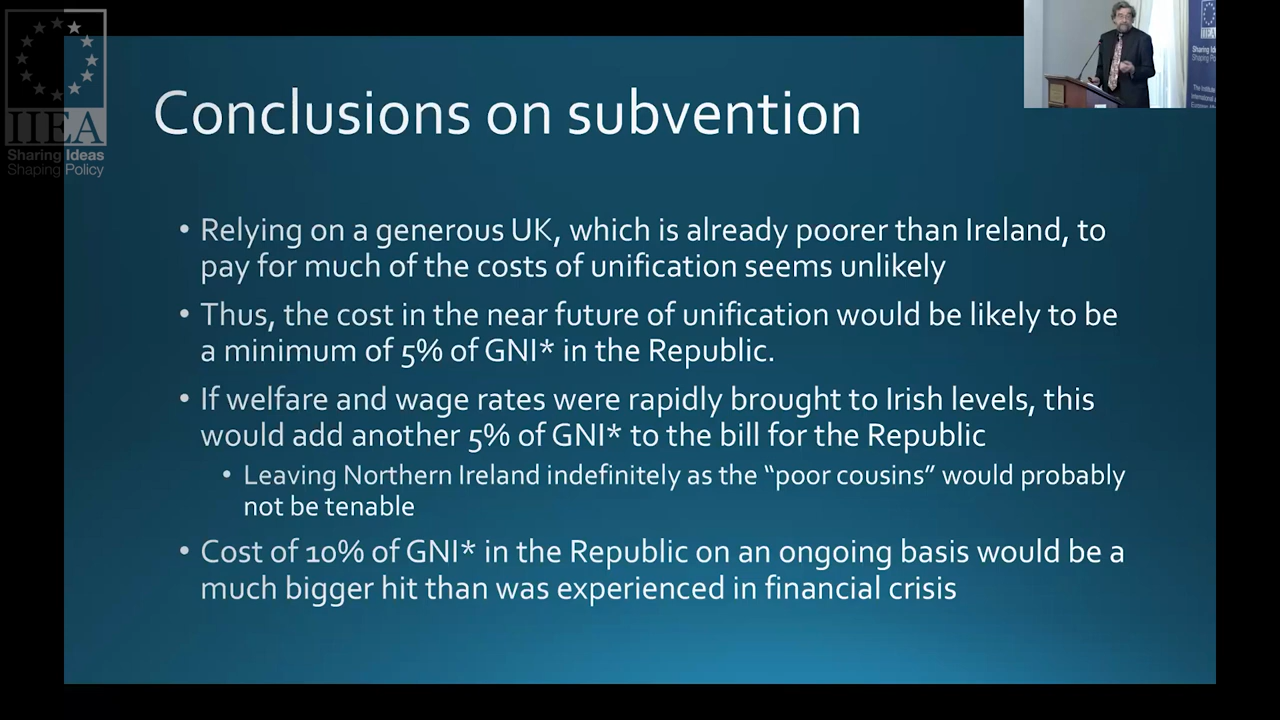 IIEA
Sharing Ideas
Shaping Policy
Conclusions on subvention
• Relying on a generous UK, which is already poorer than Ireland, to
pay for much of the costs of unification seems unlikely
• Thus, the cost in the near future of unification would be likely to be
a minimum of 5% of GNI* in the Republic.
• If welfare and wage rates were rapidly brought to Irish levels, this
would add another 5% of GNI* to the bill for the Republic
• Leaving Northern Ireland indefinitely as the “poor cousins” would probably
not be tenable
• Cost of 10% of GNI* in the Republic on an ongoing basis would be a
much bigger hit than was experienced in financial crisis
IIEA
Sharing Ideas
Shaping Policy